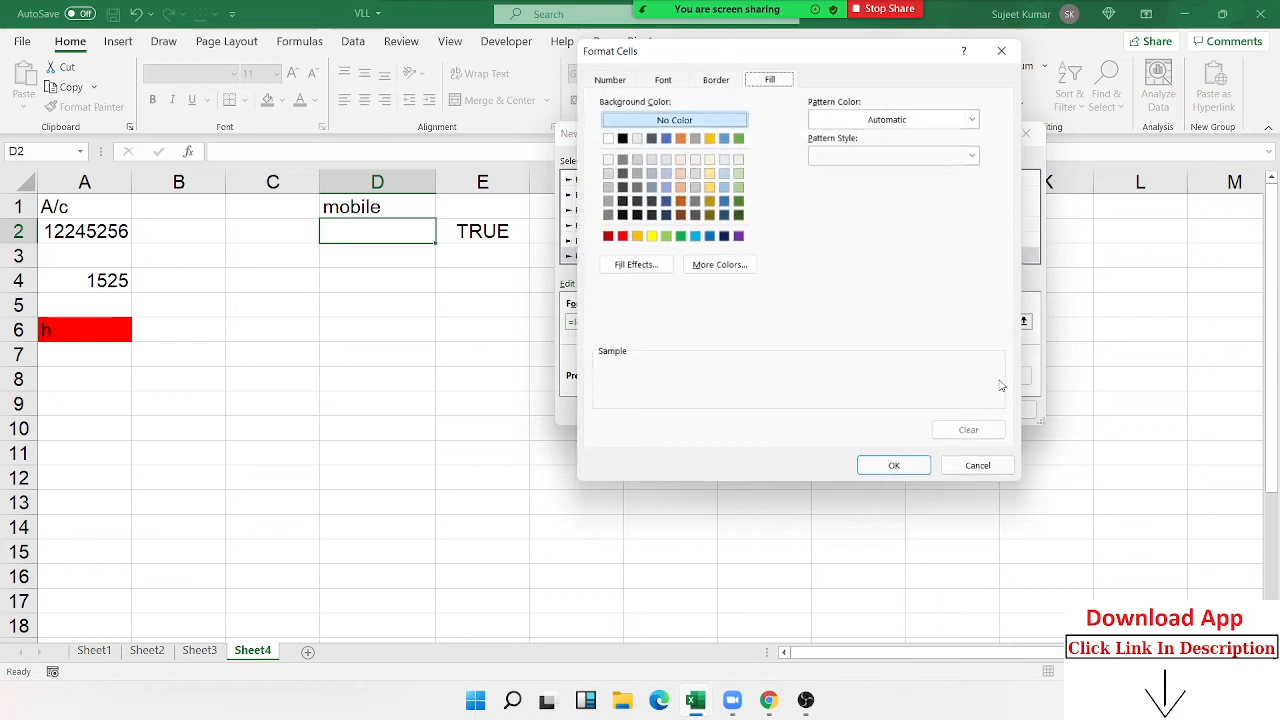 AutoSave Off VLL Search You are screen sharing Stop Share Sujeet Kumar SK
File Home Insert Draw Page Layout Formulas Data Review View Developer Share Comments
Cut
Copy
Format Painter
Paste
Clipboard
11
B I U
Wrap Text
Merge & Center
Sort &
Filter
Find &
Select
Analyze
Data
Analysis
Paste as
Hyperlink
New Group
D2 fx
A B C D E K L M
1 A/c mobile
2 12245256 TRUE
3
4 1525
5
6 h
7
8
9
10
11
12
13
14
15
16
17
18
Format Cells ?
Number Font Border Fill
Background Color:
No Color
Fill Effects... More Colors...
Pattern Color:
Automatic
Pattern Style:
Sample
Clear
OK Cancel
Sheet1 Sheet2 Sheet3 Sheet4
Ready
Download App
Click Link In Description